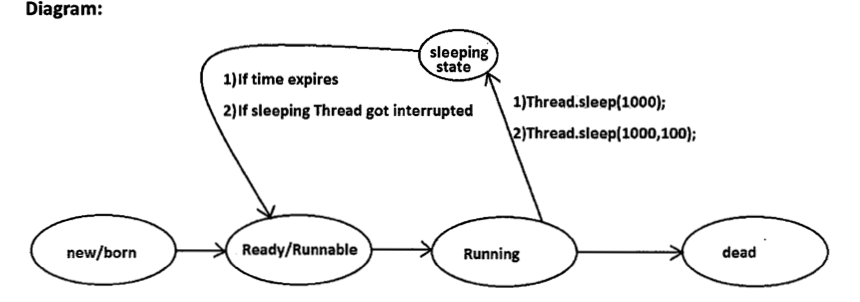 Diagram:
sleeping
state
1)If time expires
2)If sleeping Thread got interrupted
1)Thread.sleep(1000);
2)Thread.sleep(1000,100);
new/born
Ready/Runnable
Running
dead